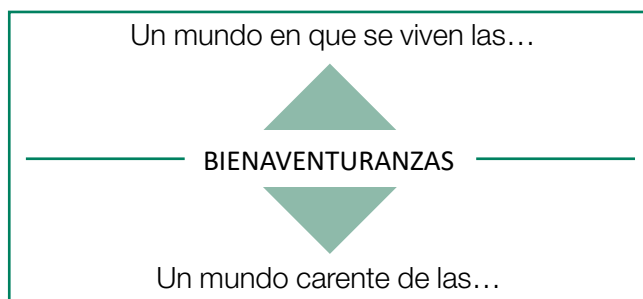 Un mundo en que se viven las…
BIENAVENTURANZAS
Un mundo carente de las…